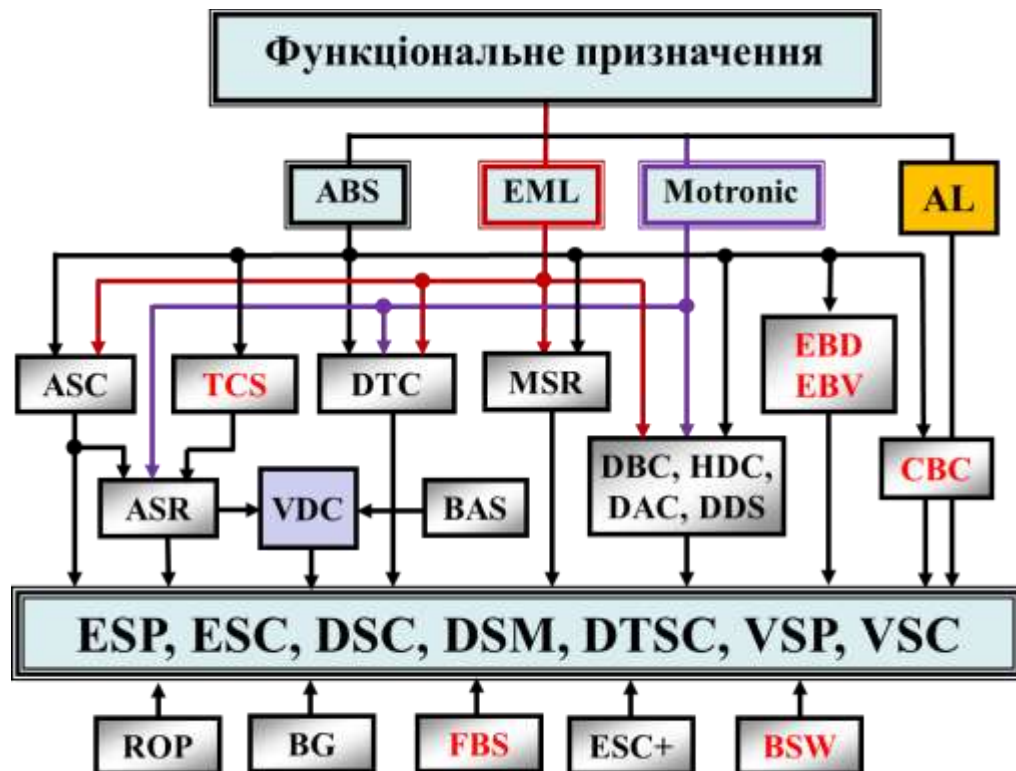 Функціональне призначення
ABS
EML
Motronic
AL
ASC
TCS
DTC
MSR
EBD
EBV
DBC, HDC,
DAC, DDS
CBC
ASR
VDC
BAS
ESP, ESC, DSC, DSM, DTSC, VSP, VSC
ROP
BG
FBS
ESC+
BSW